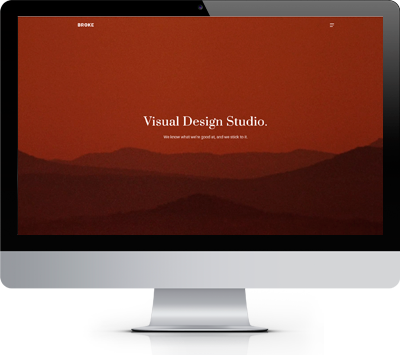 BROKE
Visual Design Studio.
We know what we're good at, and we stick to it.